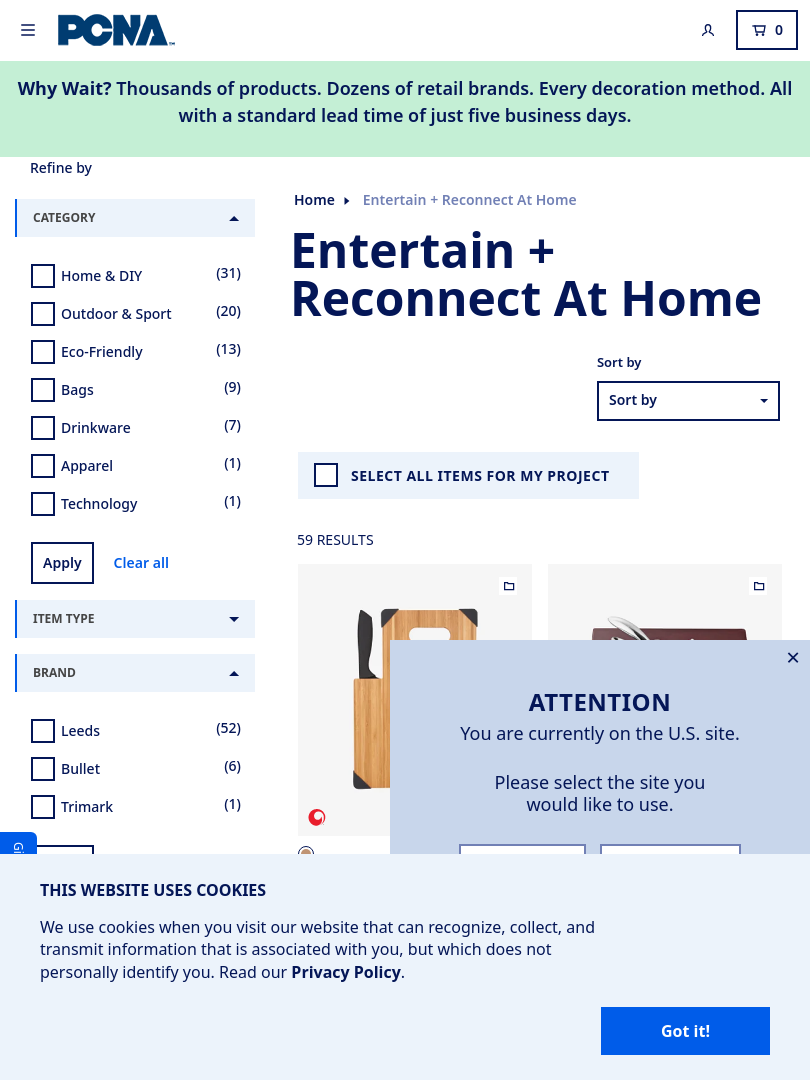 PCNA
0
Why Wait? Thousands of products. Dozens of retail brands. Every decoration method. All
with a standard lead time of just five business days.
Refine by
CATEGORY
Home & DIY (31)
Outdoor & Sport (20)
Eco-Friendly (13)
Bags (9)
Drinkware (7)
Apparel (1)
Technology (1)
Apply Clear all
ITEM TYPE
BRAND
Leeds (52)
Bullet (6)
Trimark (1)
Home Entertain + Reconnect At Home
Entertain +
Reconnect At Home
Sort by
Sort by
SELECT ALL ITEMS FOR MY PROJECT
59 RESULTS
ATTENTION
You are currently on the U.S. site.
Please select the site you
would like to use.
THIS WEBSITE USES COOKIES
We use cookies when you visit our website that can recognize, collect, and
transmit information that is associated with you, but which does not
personally identify you. Read our Privacy Policy.
Got it!